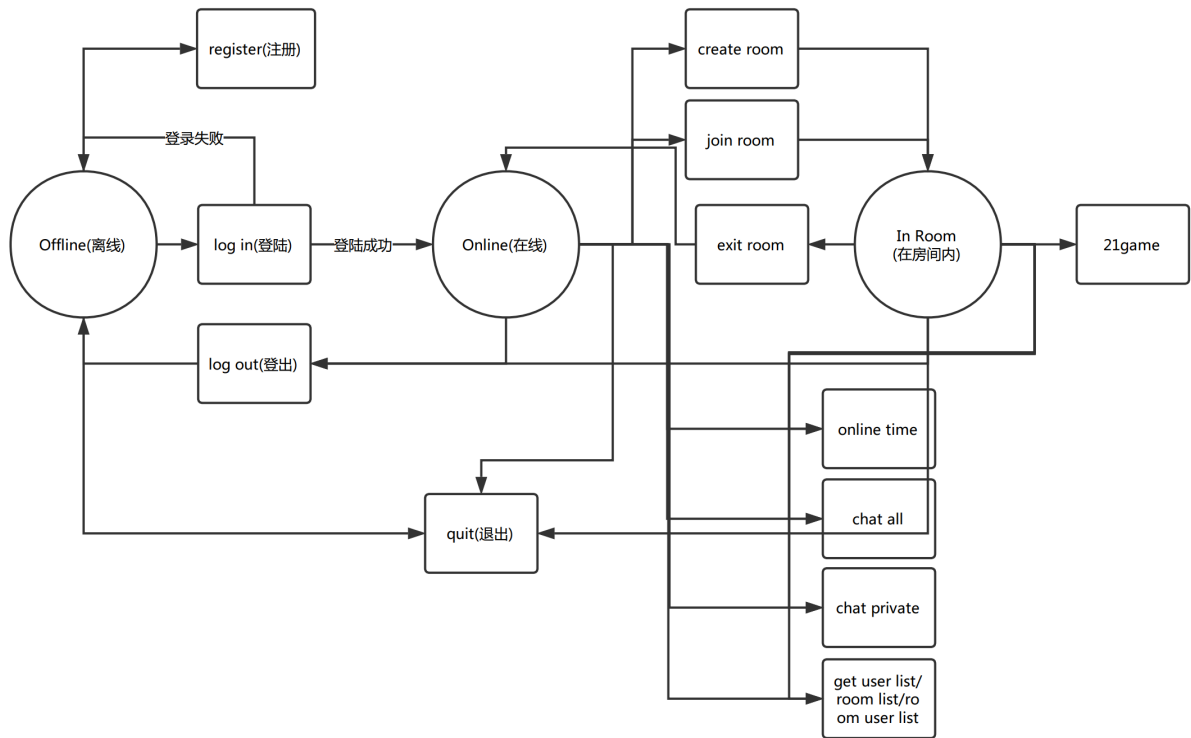 register(注册)
create room
登录失败
join room
Offline(离线)
log in(登陆)
登陆成功
Online(在线)
exit room
In Room
(在房间内)
21game
log out(登出)
online time
chat all
quit(退出)
chat private
get user list/
room list/ro
om user list